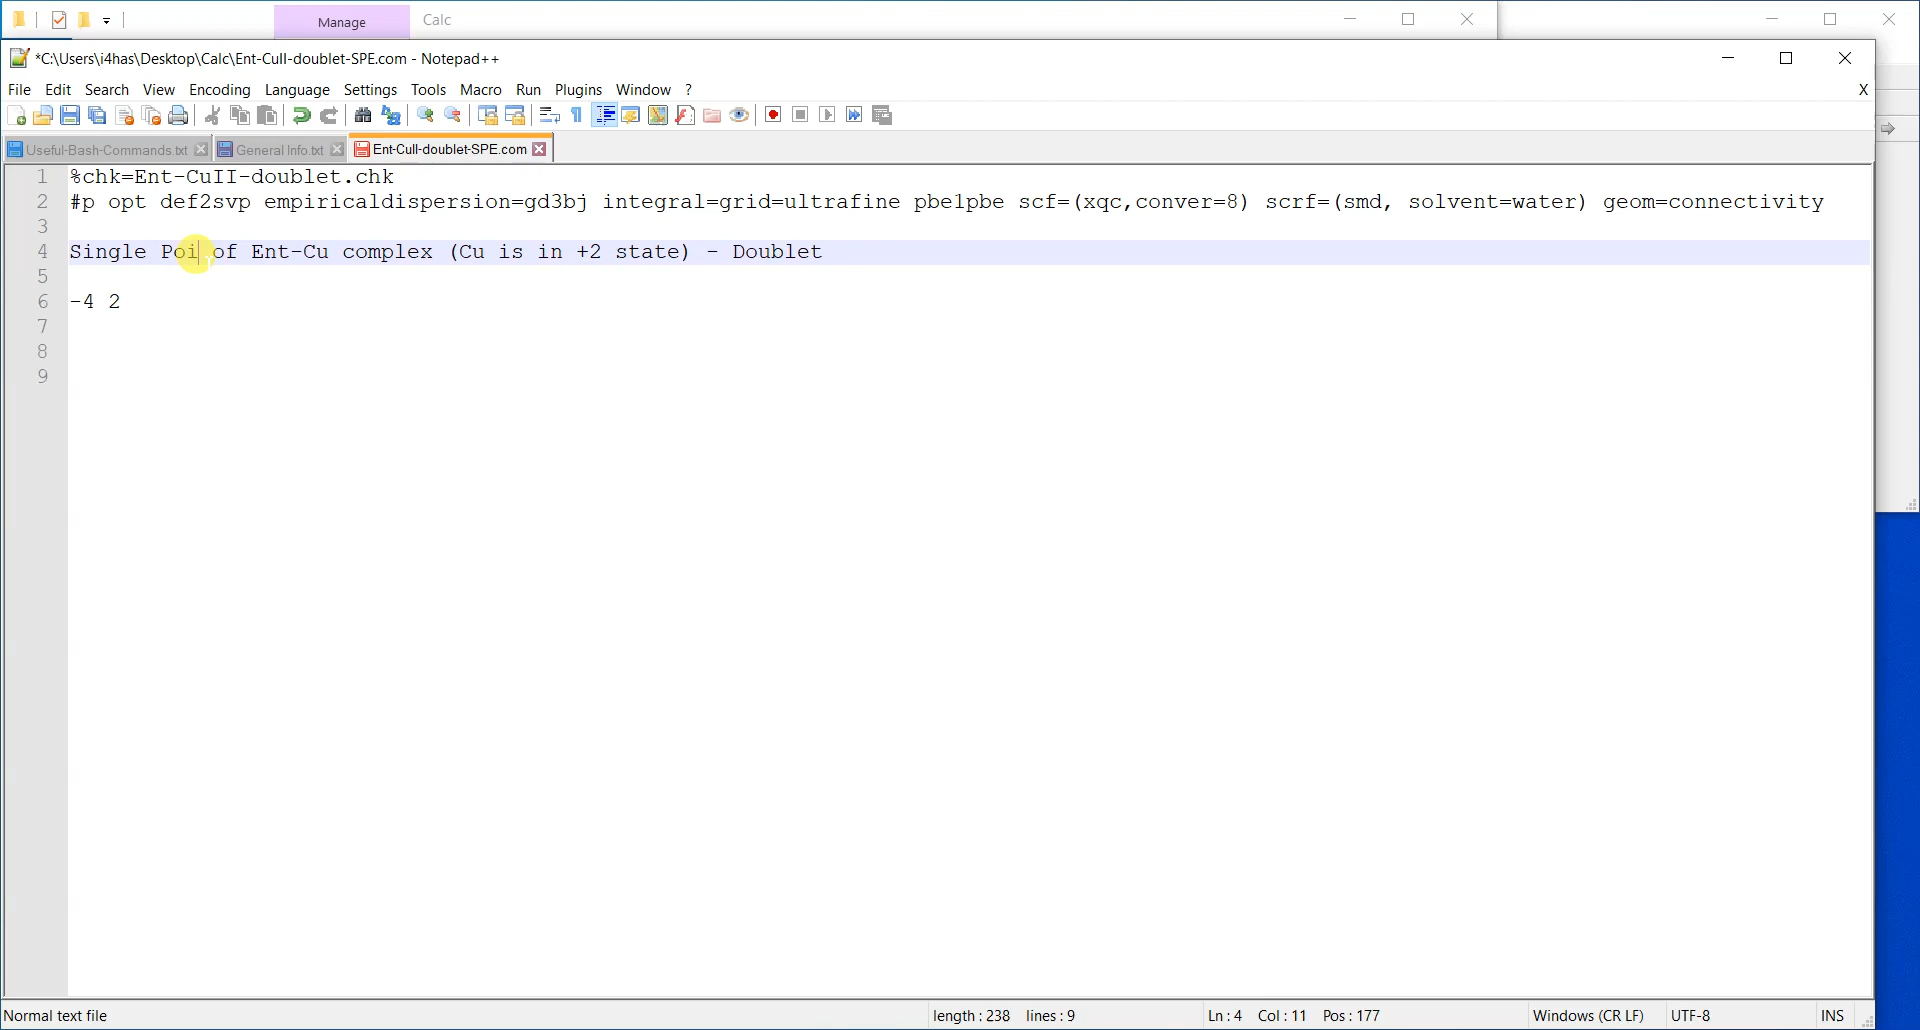 Manage Calc
*C:\Users\i4has\Desktop\Calc\Ent-CuII-doublet-SPE.com - Notepad++
File Edit Search View Encoding Language Settings Tools Macro Run Plugins Window ? X
Useful-Bash-Commands.txt General Info.txt Ent-CuII-doublet-SPE.com
1 %chk=Ent-CuII-doublet.chk
2 #p opt def2svp empiricaldispersion=gd3bj integral=grid=ultrafine pbe1pbe scf=(xqc,conver=8) scrf=(smd, solvent=water) geom=connectivity
3
4 Single Poi of Ent-Cu complex (Cu is in +2 state) - Doublet
5
6 -4 2
7
8
9
Normal text file length : 238 lines : 9 Ln : 4 Col : 11 Pos : 177 Windows (CR LF) UTF-8 INS